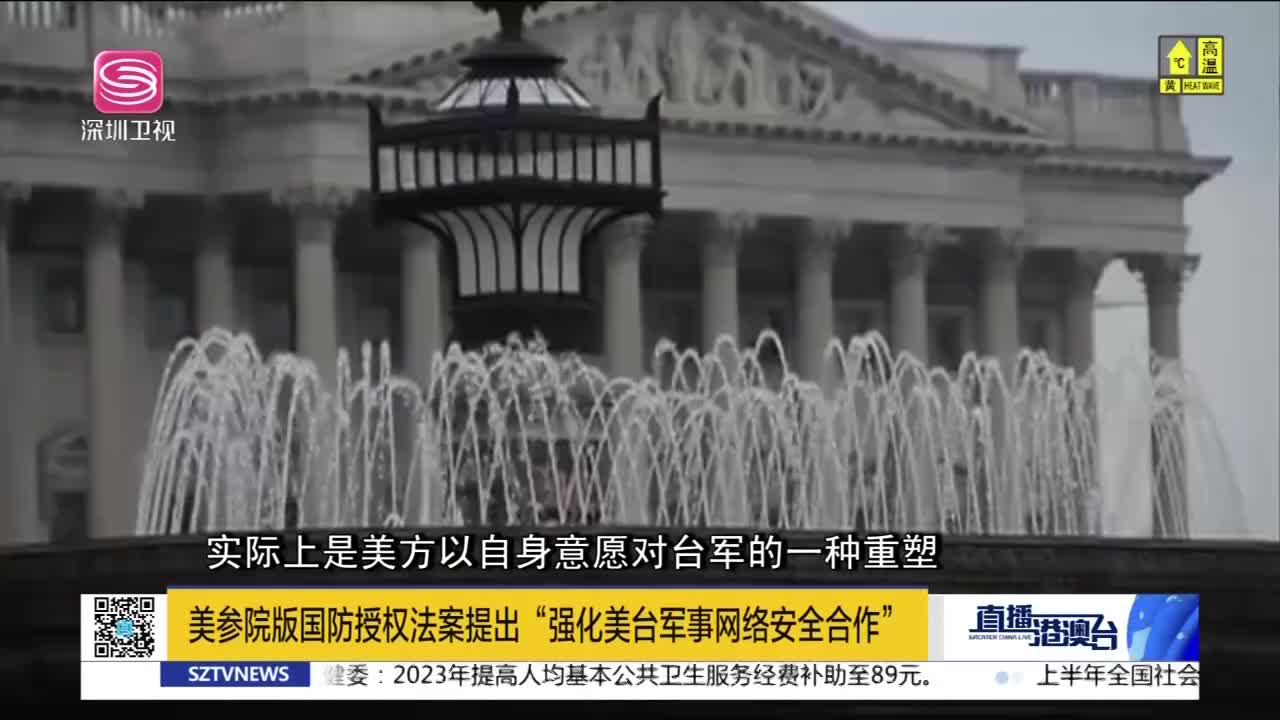 深圳卫视
℃
高温
黄
HEAT WAVE
实际上是美方以自身意愿对台军的一种重塑
美参院版国防授权法案提出“强化美台军事网络安全合作”
直播港澳台
GREATER CHINA LIVE
SZTVNEWS
健委：2023年提高人均基本公共卫生服务经费补助至89元。
上半年全国社会